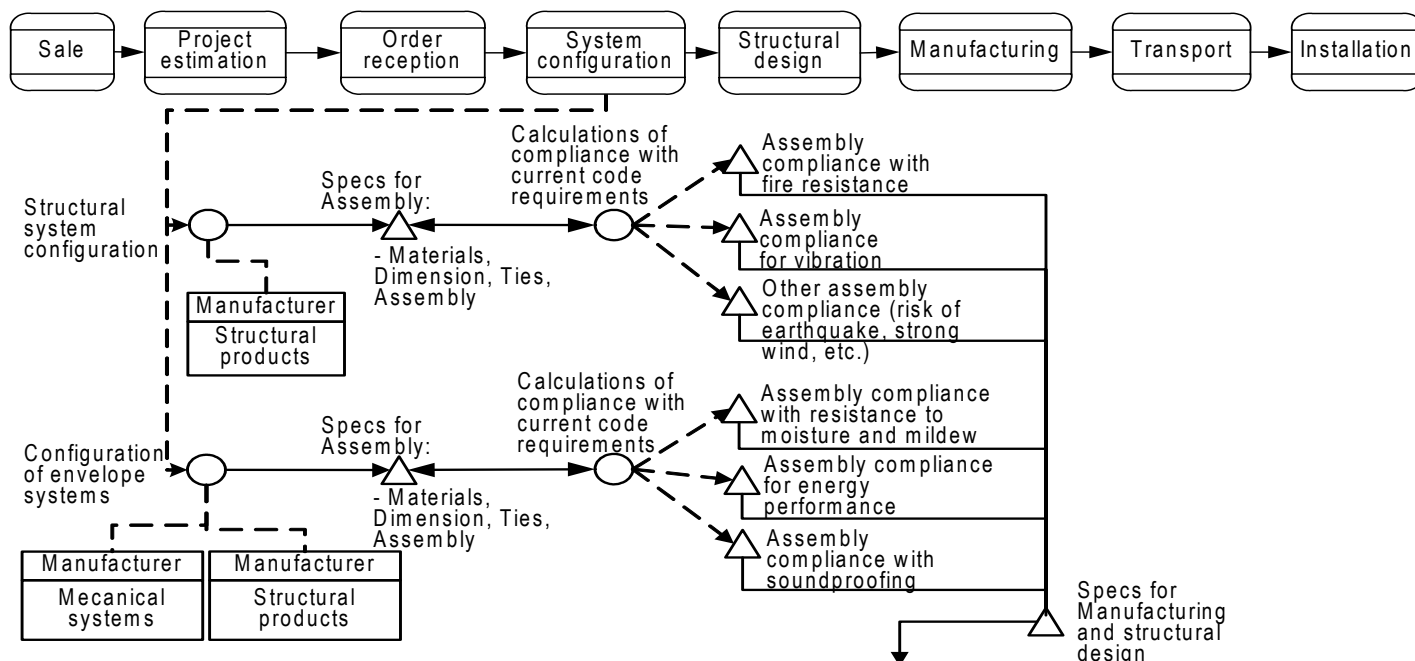 Sale
Project
estimation
Order
reception
System
configuration
Structural
design
Manufacturing
Transport
Installation
Structural
system
configuration
Specs for
Assembly:
- Materials,
Dimension, Ties,
Assembly
Manufacturer
Structural
products
Calculations of
compliance with
current code
requirements
Assembly
compliance with
fire resistance
Assembly
compliance
for vibration
Other assembly
compliance (risk of
earthquake, strong
wind, etc.)
Configuration
of envelope
systems
Specs for
Assembly:
- Materials,
Dimension, Ties,
Assembly
Manufacturer
Mecanical
systems
Manufacturer
Structural
products
Calculations of
compliance with
current code
requirements
Assembly compliance
with resistance to
moisture and mildew
Assembly compliance
for energy
performance
Assembly
compliance with
soundproofing
Specs for
Manufacturing
and structural
design